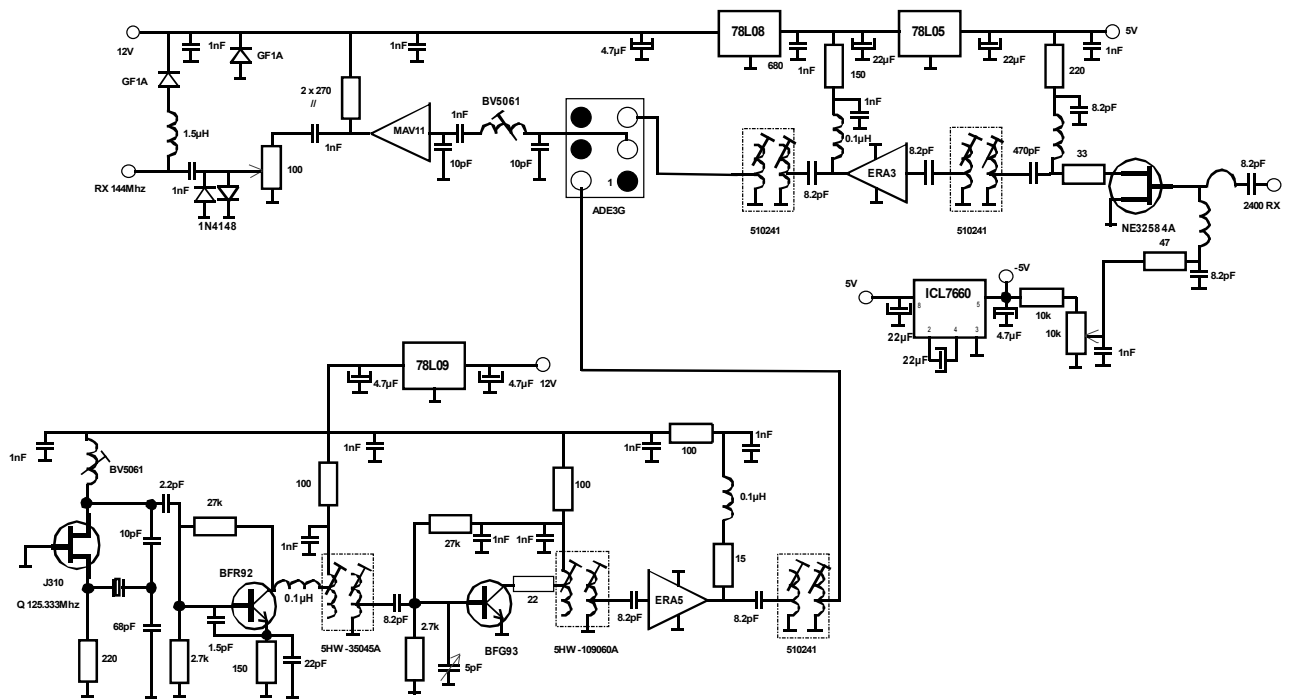 12V
1nF
GF1A
GF1A
2 x 270
//
1nF
4.7µF
78L08
680
1nF
150
22µF
78L05
22µF
220
1nF
5V
8.2pF
1.5µH
RX 144Mhz
1nF
1N4148
100
1nF
MAV11
10pF
1nF
BV5061
10pF
1
ADE3G
510241
8.2pF
0.1µH
1nF
ERA3
8.2pF
510241
470pF
33
NE32584A
8.2pF
2400 RX
47
8.2pF
5V
ICL7660
8
5
2
4
3
22µF
22µF
-5V
4.7µF
10k
10k
1nF
4.7µF
78L09
4.7µF
12V
1nF
BV5061
1nF
1nF
100
1nF
100
100
0.1µH
2.2pF
27k
10pF
J310
Q 125.333Mhz
BFR92
0.1µH
1nF
27k
1nF
1nF
15
68pF
220
2.7k
1.5pF
150
22pF
5HW -35045A
8.2pF
2.7k
5pF
BFG93
22
5HW -109060A
8.2pF
ERA5
8.2pF
510241